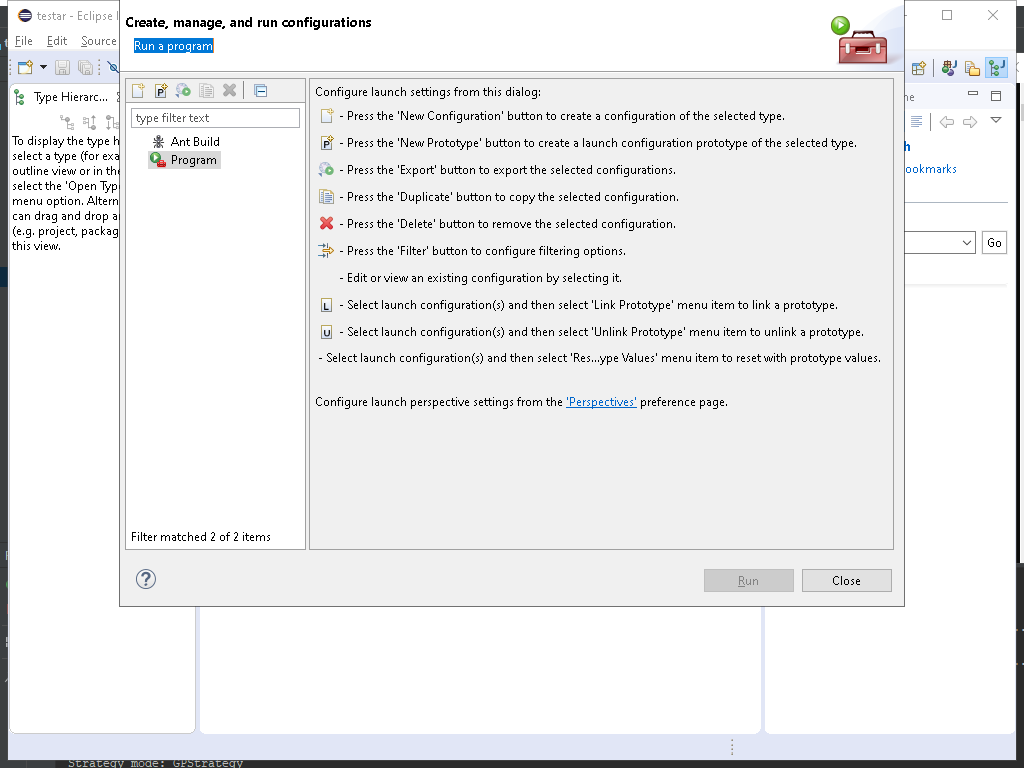 testar - Eclipse I
File Edit Source
Create, manage, and run configurations
Run a program
Type Hierarc...
To display the type h
select a type (for exa
outline view or in the
select the 'Open Typ
menu option. Altern
can drag and drop a
(e.g. project, packag
this view.
type filter text
Ant Build
Program
Filter matched 2 of 2 items
Configure launch settings from this dialog:
- Press the 'New Configuration' button to create a configuration of the selected type.
- Press the 'New Prototype' button to create a launch configuration prototype of the selected type.
- Press the 'Export' button to export the selected configurations.
- Press the 'Duplicate' button to copy the selected configuration.
- Press the 'Delete' button to remove the selected configuration.
- Press the 'Filter' button to configure filtering options.
- Edit or view an existing configuration by selecting it.
L - Select launch configuration(s) and then select 'Link Prototype' menu item to link a prototype.
U - Select launch configuration(s) and then select 'Unlink Prototype' menu item to unlink a prototype.
- Select launch configuration(s) and then select 'Res...ype Values' menu item to reset with prototype values.
Configure launch perspective settings from the 'Perspectives' preference page.
Run
Close
ne
h
ookmarks
Go
Strategy mode: GPStrategy